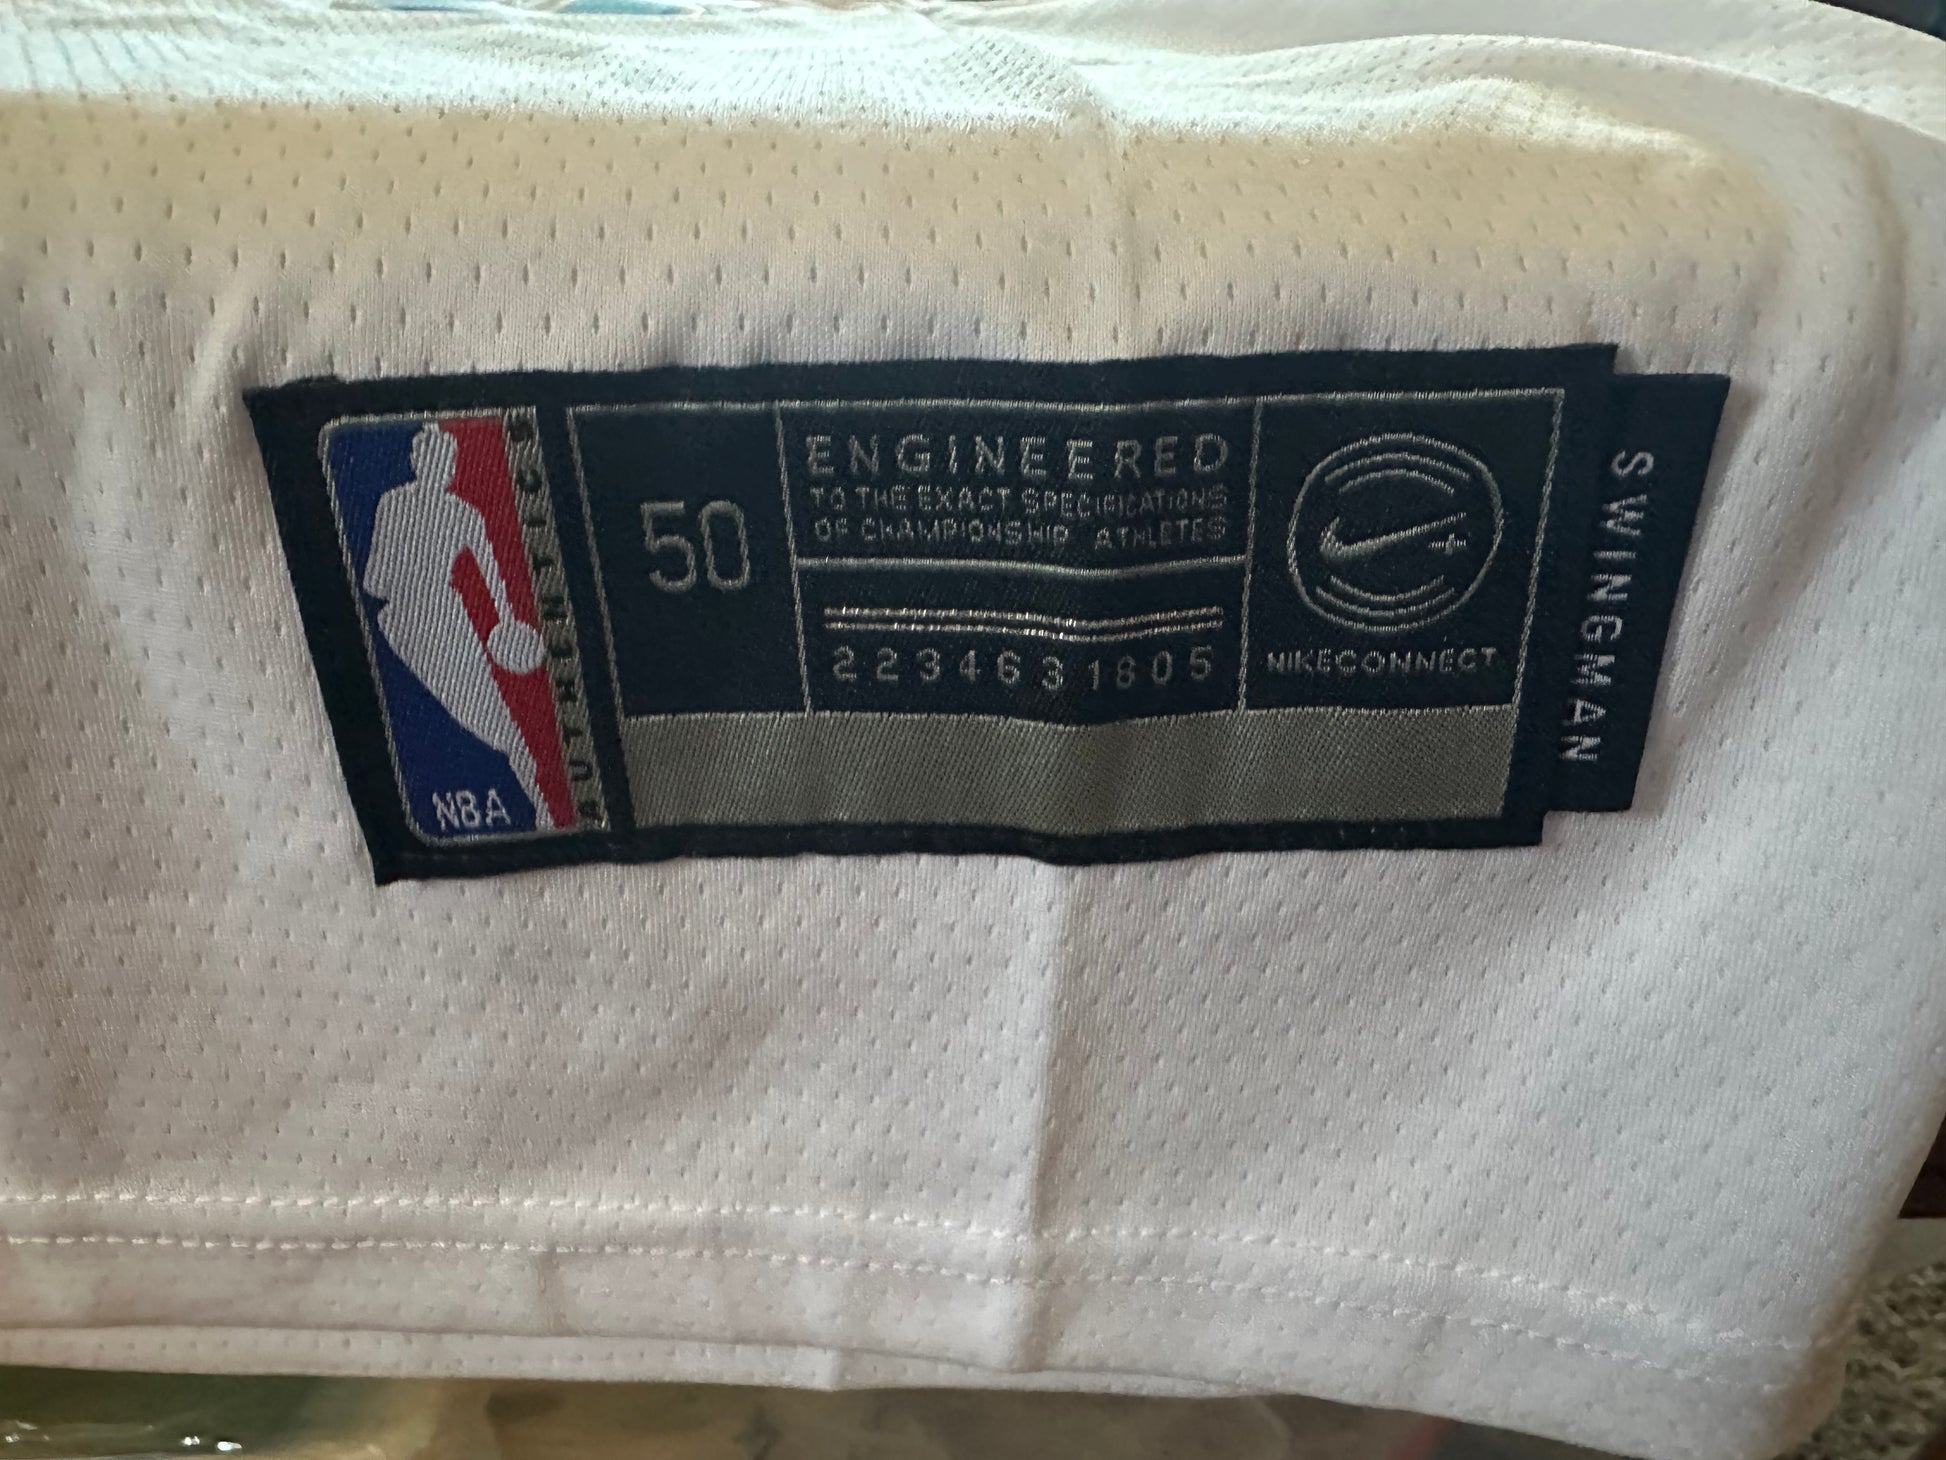 NBA
AUTHENTICS
50
ENGINEERED
TO THE EXACT SPECIFICATIONS
OF CHAMPIONSHIP ATHLETES
2234631805
NIKECONNECT
SWINGMAN